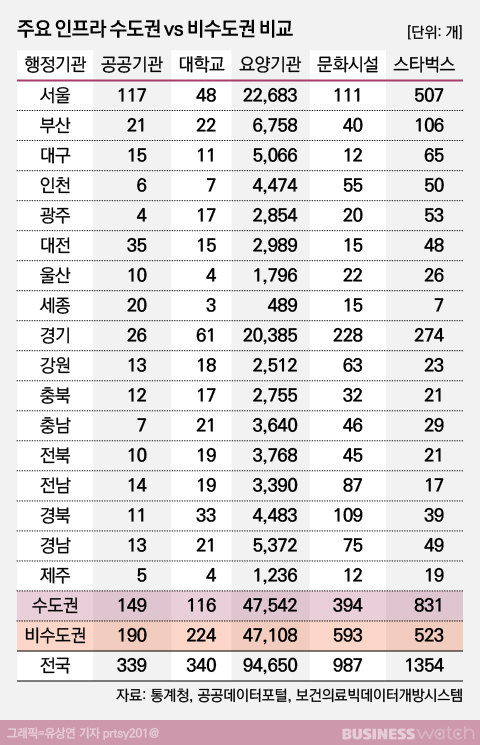 주요 인프라 수도권 vs 비수도권 비교 [단위: 개]
행정기관 공공기관 대학교 요양기관 문화시설 스타벅스
서울 117 48 22,683 111 507
부산 21 22 6,758 40 106
대구 15 11 5,066 12 65
인천 6 7 4,474 55 50
광주 4 17 2,854 20 53
대전 35 15 2,989 15 48
울산 10 4 1,796 22 26
세종 20 3 489 15 7
경기 26 61 20,385 228 274
강원 13 18 2,512 63 23
충북 12 17 2,755 32 21
충남 7 21 3,640 46 29
전북 10 19 3,768 45 21
전남 14 19 3,390 87 17
경북 11 33 4,483 109 39
경남 13 21 5,372 75 49
제주 5 4 1,236 12 19
수도권 149 116 47,542 394 831
비수도권 190 224 47,108 593 523
전국 339 340 94,650 987 1354
자료: 통계청, 공공데이터포털, 보건의료빅데이터개방시스템
그래픽=유상연 기자 prtsy201@ BUSINESSwatch